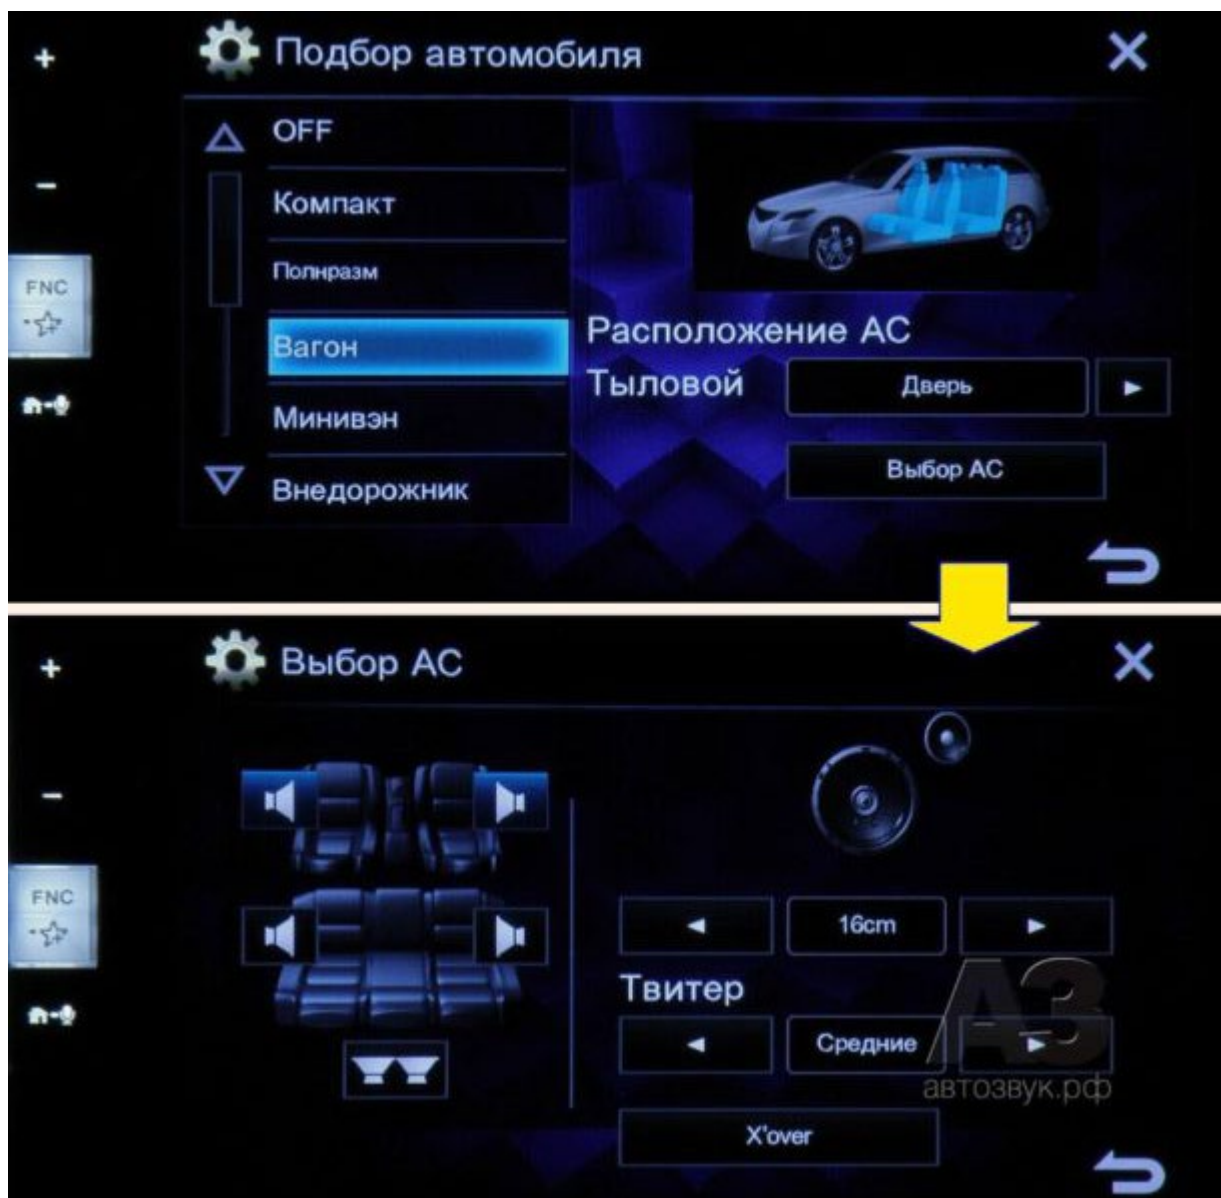 +
Подбор автомобиля
OFF
–
Компакт
Полнразм
FNC
Вагон
Расположение АС
Тыловой
Дверь
Минивэн
Выбор АС
Внедорожник
+
Выбор АС
–
FNC
16cm
Твитер
Средние
АЗ
автозвук.рф
X'over